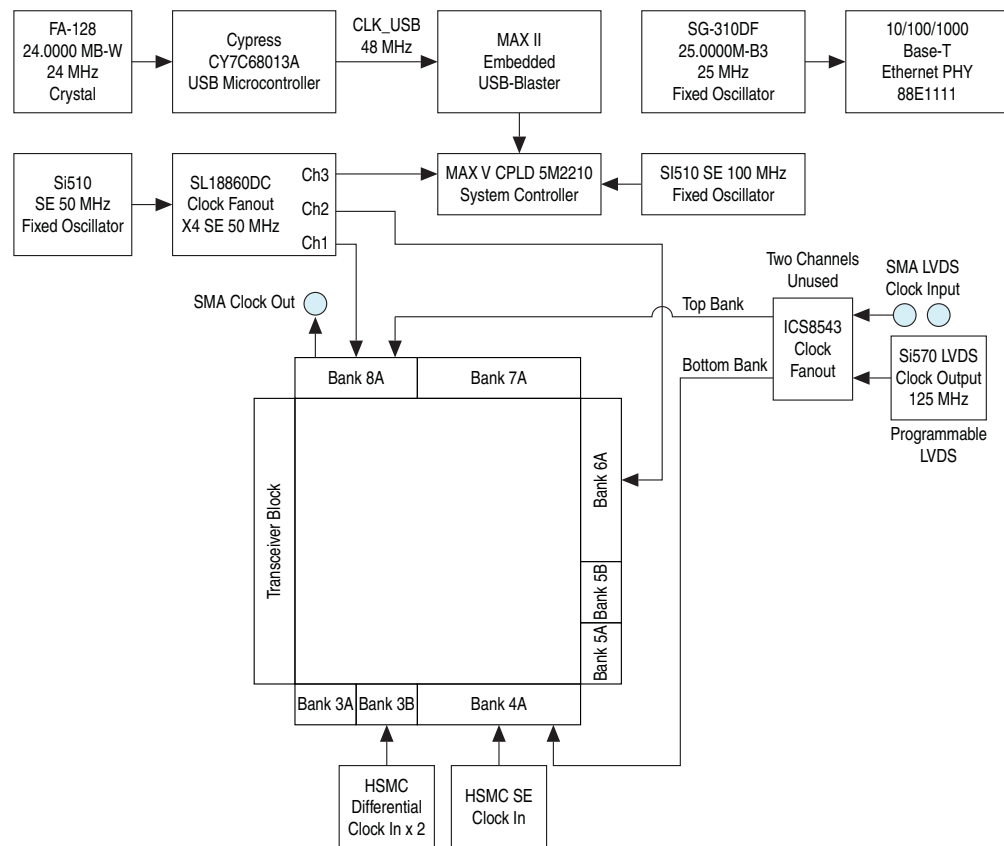 FA-128
24.0000 MB-W
24 MHz
Crystal
Cypress
CY7C68013A
USB Microcontroller
CLK_USB
48 MHz
MAX II
Embedded
USB-Blaster
SG-310DF
25.0000M-B3
25 MHz
Fixed Oscillator
10/100/1000
Base-T
Ethernet PHY
88E1111
Si510
SE 50 MHz
Fixed Oscillator
SL18860DC
Clock Fanout
X4 SE 50 MHz
Ch3
Ch2
Ch1
MAX V CPLD 5M2210
System Controller
SI510 SE 100 MHz
Fixed Oscillator
SMA Clock Out
Two Channels
Unused
SMA LVDS
Clock Input
Top Bank
ICS8543
Clock
Fanout
Bottom Bank
Si570 LVDS
Clock Output
125 MHz
Programmable
LVDS
Bank 8A
Bank 7A
Transceiver Block
Bank 6A
Bank 5B
Bank 5A
Bank 3A
Bank 3B
Bank 4A
HSMC
Differential
Clock In x 2
HSMC SE
Clock In